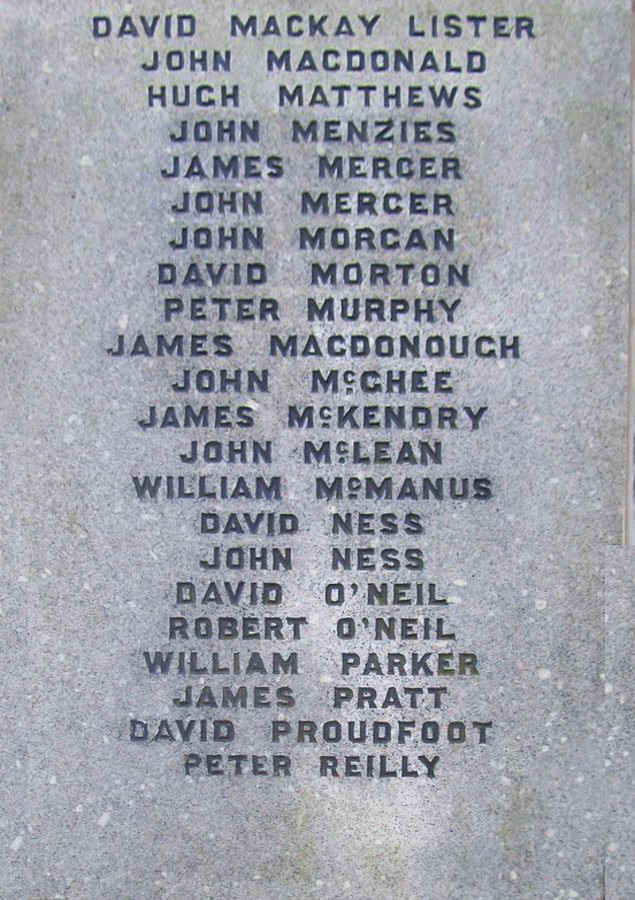 DAVID MACKAY LISTER
JOHN MACDONALD
HUGH MATTHEWS
JOHN MENZIES
JAMES MERCER
JOHN MERCER
JOHN MORGAN
DAVID MORTON
PETER MURPHY
JAMES MACDONOUGH
JOHN McGHEE
JAMES McKENDRY
JOHN McLEAN
WILLIAM McMANUS
DAVID NESS
JOHN NESS
DAVID O'NEIL
ROBERT O'NEIL
WILLIAM PARKER
JAMES PRATT
DAVID PROUDFOOT
PETER REILLY